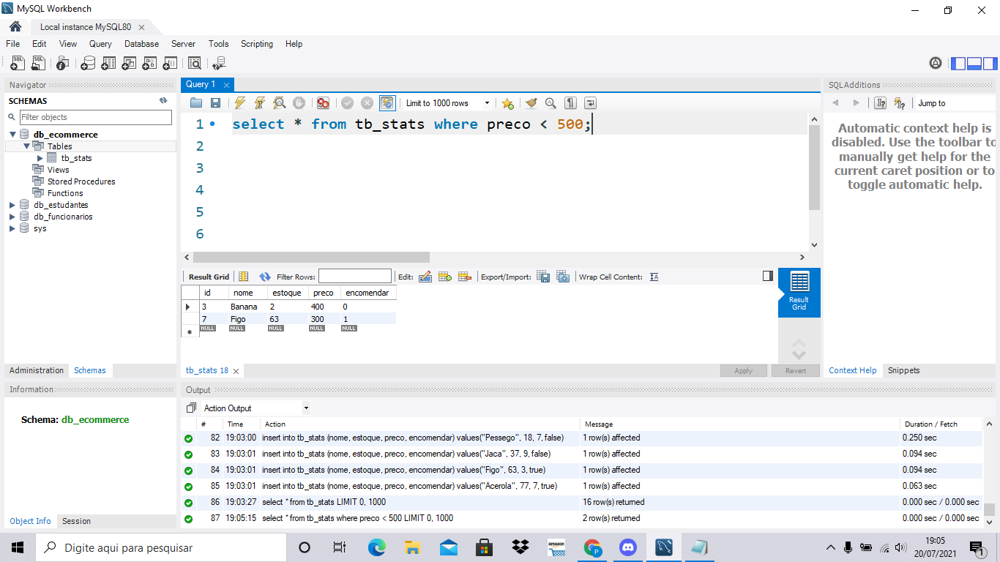 MySQL Workbench
Local instance MySQL80
File Edit View Query Database Server Tools Scripting Help
Navigator
SCHEMAS
Filter objects
db_ecommerce
Tables
tb_stats
Views
Stored Procedures
Functions
db_estudantes
db_funcionarios
sys
Administration Schemas
Information
Schema: db_ecommerce
Object Info Session
Query 1
Limit to 1000 rows
1 select * from tb_stats where preco < 500;
2
3
4
5
6
Result Grid Filter Rows: Edit: Export/Import: Wrap Cell Content:
id nome estoque preco encomendar
3 Banana 2 400 0
7 Figo 63 300 1
NULL NULL NULL NULL NULL
Result
Grid
tb_stats 18
Apply Revert
SQLAdditions
Jump to
Automatic context help is
disabled. Use the toolbar to
manually get help for the
current caret position or to
toggle automatic help.
Context Help Snippets
Output
Action Output
# Time Action Message Duration / Fetch
82 19:03:00 insert into tb_stats (nome, estoque, preco, encomendar) values("Pessego", 18, 7, false) 1 row(s) affected 0.250 sec
83 19:03:01 insert into tb_stats (nome, estoque, preco, encomendar) values("Jaca", 37, 9, false) 1 row(s) affected 0.094 sec
84 19:03:01 insert into tb_stats (nome, estoque, preco, encomendar) values("Figo", 63, 3, true) 1 row(s) affected 0.094 sec
85 19:03:01 insert into tb_stats (nome, estoque, preco, encomendar) values("Acerola", 77, 7, true) 1 row(s) affected 0.063 sec
86 19:03:27 select * from tb_stats LIMIT 0, 1000 16 row(s) returned 0.000 sec / 0.000 sec
87 19:05:15 select * from tb_stats where preco < 500 LIMIT 0, 1000 2 row(s) returned 0.000 sec / 0.000 sec
Digite aqui para pesquisar
amazon
P
19:05
20/07/2021
1